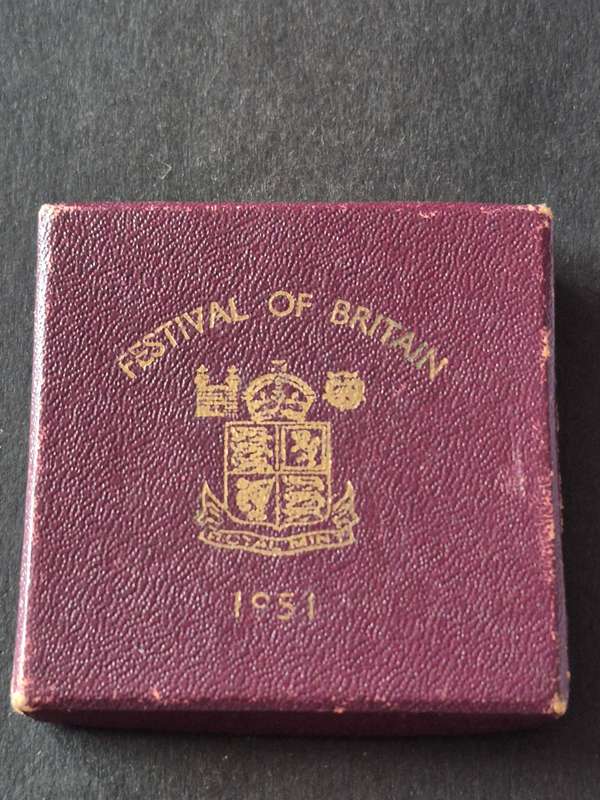 FESTIVAL OF BRITAIN
ROYAL MINT
1951